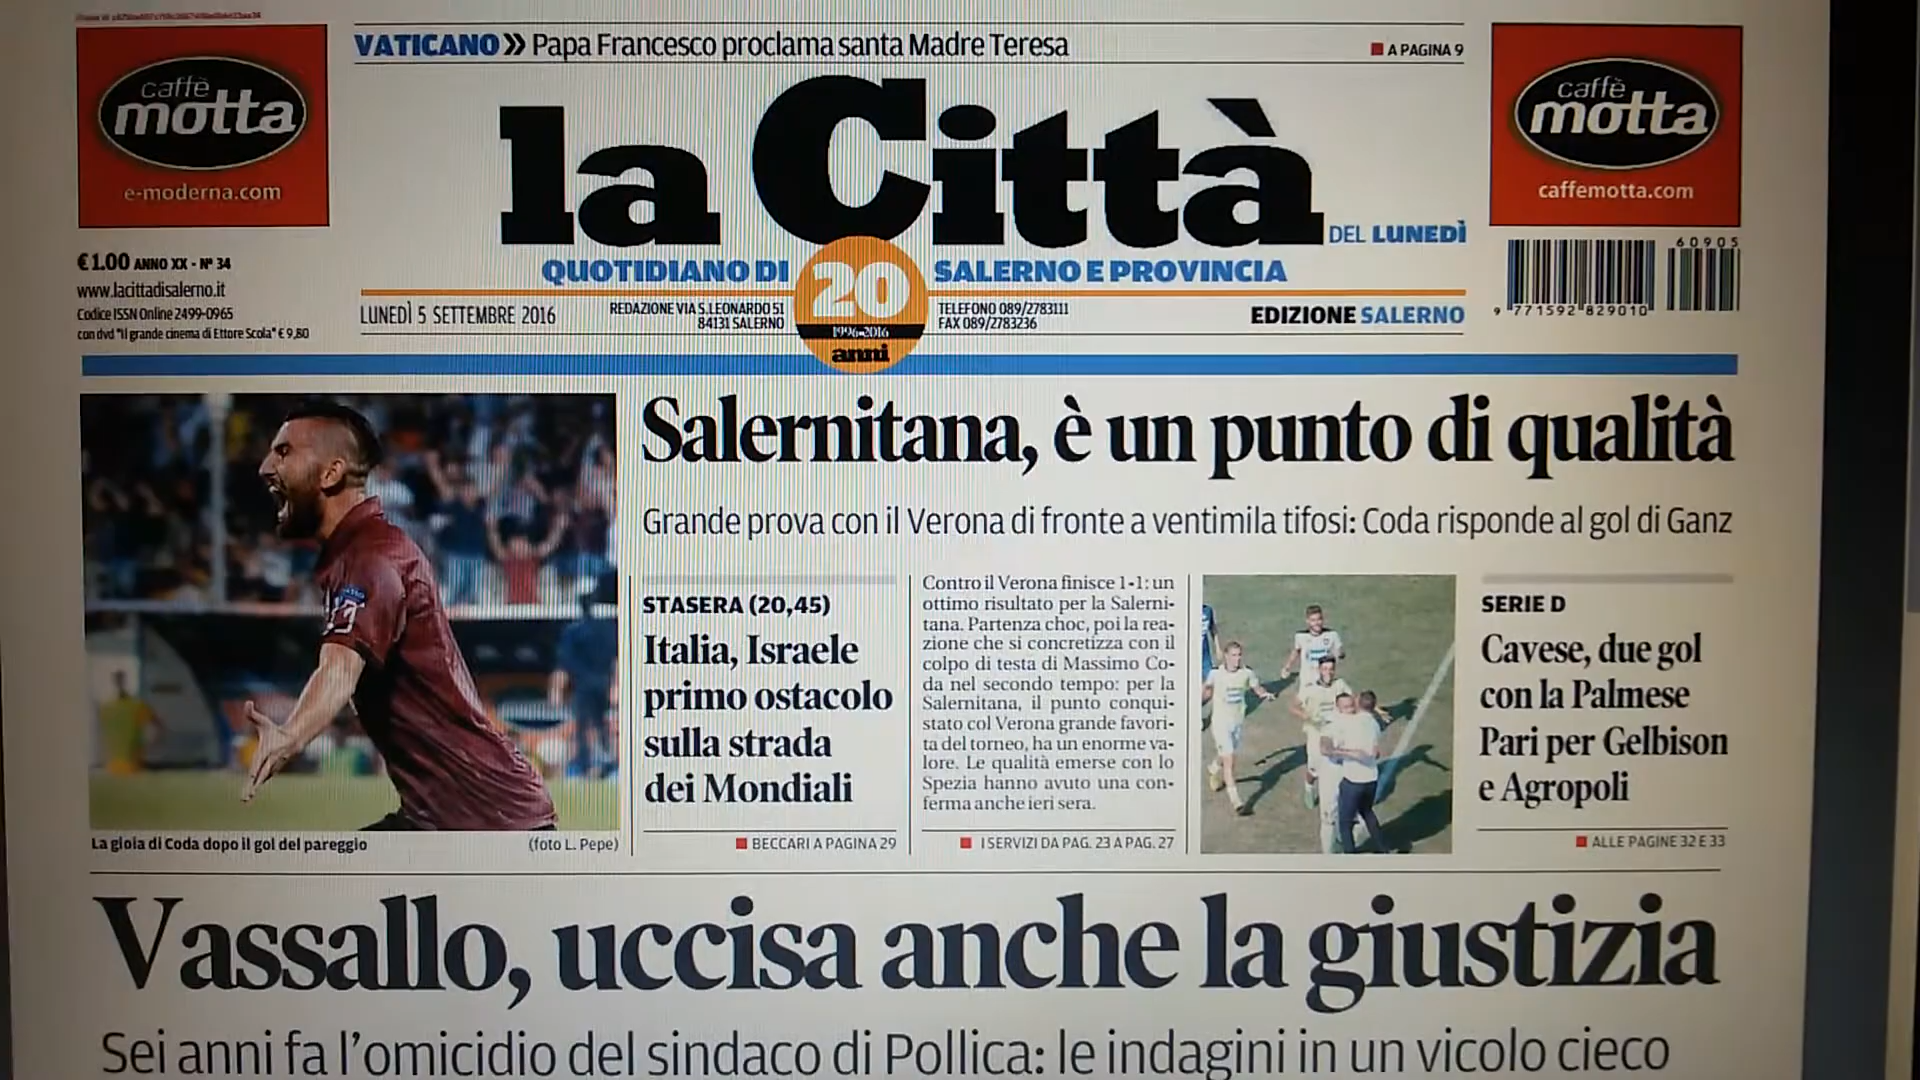 VATICANO » Papa Francesco proclama santa Madre Teresa
A PAGINA 9
caffè
motta
e-moderna.com
caffè
motta
caffemotta.com
la Città
DEL LUNEDÌ
QUOTIDIANO DI
SALERNO E PROVINCIA
20
1996-2016
anni
€ 1.00 ANNO XX - N° 34
www.lacittadisalerno.it
Codice ISSN Online 2499-0965
con dvd "Il grande cinema di Ettore Scola" € 9,80
LUNEDÌ 5 SETTEMBRE 2016
REDAZIONE VIA S.LEONARDO 51
84131 SALERNO
TELEFONO 089/2783111
FAX 089/2783236
EDIZIONE SALERNO
60905
9 771592 829010
Salernitana, è un punto di qualità
Grande prova con il Verona di fronte a ventimila tifosi: Coda risponde al gol di Ganz
La gioia di Coda dopo il gol del pareggio
(foto L. Pepe)
STASERA (20,45)
Italia, Israele
primo ostacolo
sulla strada
dei Mondiali
BECCARI A PAGINA 29
Contro il Verona finisce 1-1: un
ottimo risultato per la Salerni-
tana. Partenza choc, poi la rea-
zione che si concretizza con il
colpo di testa di Massimo Co-
da nel secondo tempo: per la
Salernitana, il punto conqui-
stato col Verona grande favori-
ta del torneo, ha un enorme va-
lore. Le qualità emerse con lo
Spezia hanno avuto una con-
ferma anche ieri sera.
I SERVIZI DA PAG. 23 A PAG. 27
SERIE D
Cavese, due gol
con la Palmese
Pari per Gelbison
e Agropoli
ALLE PAGINE 32 E 33
Vassallo, uccisa anche la giustizia
Sei anni fa l'omicidio del sindaco di Pollica: le indagini in un vicolo cieco